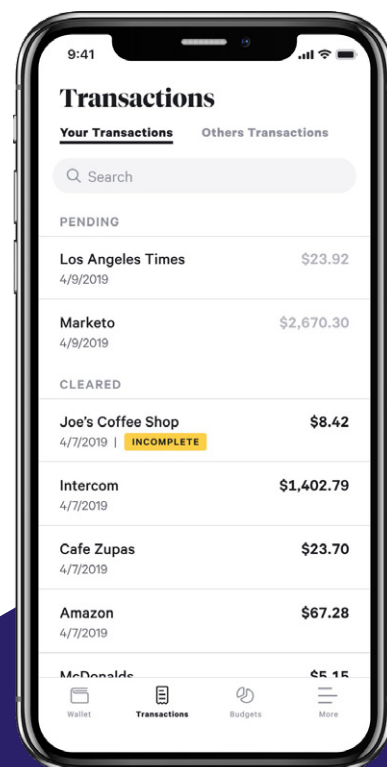 9:41
Transactions
Your Transactions Others Transactions
Search
PENDING
Los Angeles Times $23.92
4/9/2019
Marketo $2,670.30
4/9/2019
CLEARED
Joe's Coffee Shop $8.42
4/7/2019 | INCOMPLETE
Intercom $1,402.79
4/7/2019
Cafe Zupas $23.70
4/7/2019
Amazon $67.28
4/7/2019
McDonalds $5.15
Wallet Transactions Budgets More